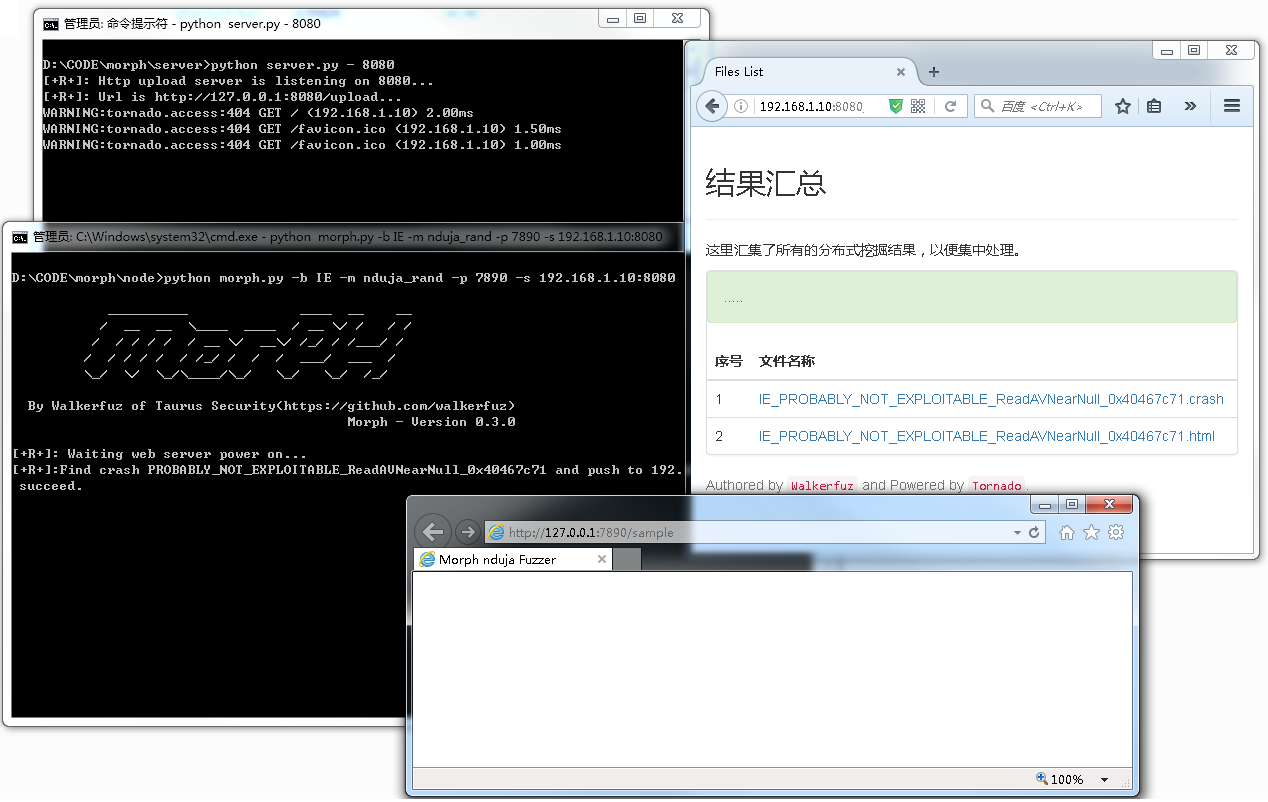 管理员: 命令提示符 - python  server.py - 8080
D:\CODE\morph\server>python server.py - 8080
[+R+]: Http upload server is listening on 8080...
[+R+]: Url is http://127.0.0.1:8080/upload...
WARNING:tornado.access:404 GET / (192.168.1.10) 2.00ms
WARNING:tornado.access:404 GET /favicon.ico (192.168.1.10) 1.50ms
WARNING:tornado.access:404 GET /favicon.ico (192.168.1.10) 1.00ms
管理员: C:\Windows\system32\cmd.exe - python  morph.py -b IE -m nduja_rand -p 7890 -s 192.168.1.10:8080
D:\CODE\morph\node>python morph.py -b IE -m nduja_rand -p 7890 -s 192.168.1.10:8080
morph
By Walkerfuz of Taurus Security(https://github.com/walkerfuz)
Morph - Version 0.3.0
[+R+]: Waiting web server power on...
[+R+]:Find crash PROBABLY_NOT_EXPLOITABLE_ReadAVNearNull_0x40467c71 and push to 192.
succeed.
Files List
192.168.1.10:8080
百度 <Ctrl+K>
结果汇总
这里汇集了所有的分布式挖掘结果，以便集中处理。
.....
序号 文件名称
1 IE_PROBABLY_NOT_EXPLOITABLE_ReadAVNearNull_0x40467c71.crash
2 IE_PROBABLY_NOT_EXPLOITABLE_ReadAVNearNull_0x40467c71.html
Authored by Walkerfuz and Powered by Tornado.
http://127.0.0.1:7890/sample
Morph nduja Fuzzer
100%